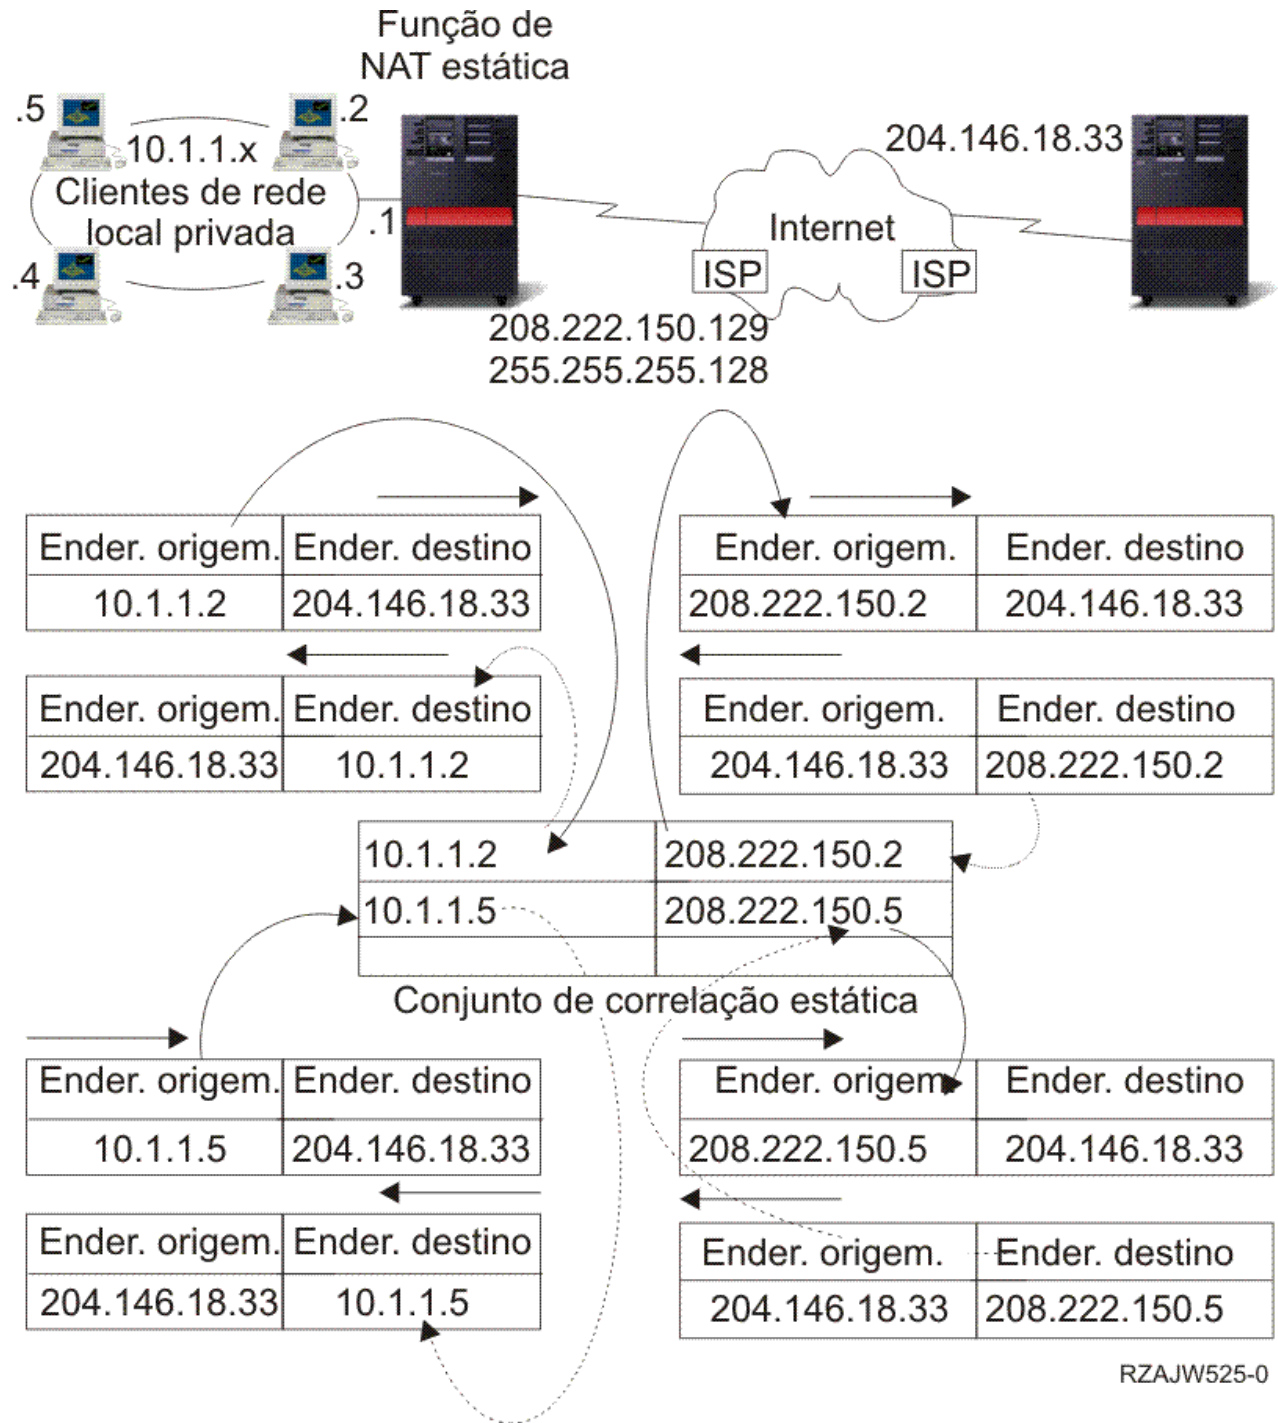 Função de
NAT estática
.5
.2
10.1.1.x
Clientes de rede
local privada
.1
.4
.3
204.146.18.33
Internet
ISP
ISP
208.222.150.129
255.255.255.128
Ender. origem. Ender. destino
10.1.1.2 204.146.18.33
Ender. origem. Ender. destino
208.222.150.2 204.146.18.33
Ender. origem. Ender. destino
204.146.18.33 10.1.1.2
Ender. origem. Ender. destino
204.146.18.33 208.222.150.2
10.1.1.2 208.222.150.2
10.1.1.5 208.222.150.5
Conjunto de correlação estática
Ender. origem. Ender. destino
10.1.1.5 204.146.18.33
Ender. origem. Ender. destino
208.222.150.5 204.146.18.33
Ender. origem. Ender. destino
204.146.18.33 10.1.1.5
Ender. origem. Ender. destino
204.146.18.33 208.222.150.5
RZAJW525-0